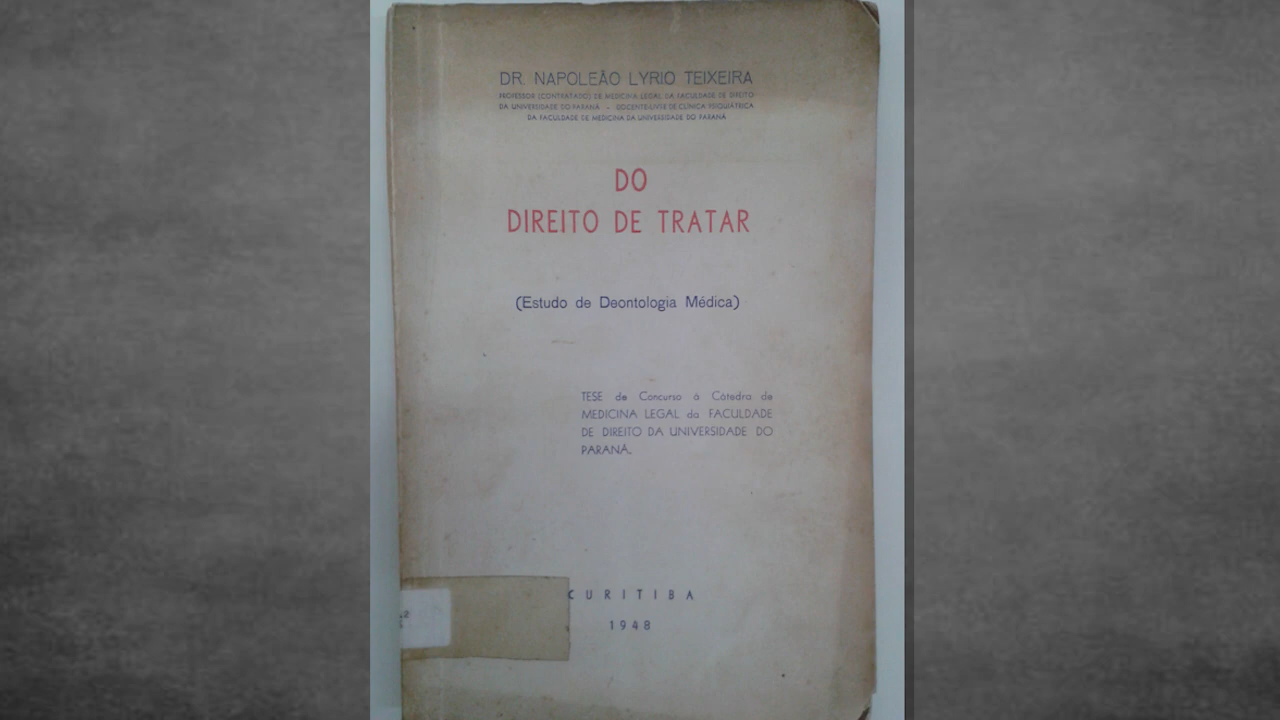 DR. NAPOLEÃO LYRIO TEIXEIRA
PROFESSOR (CONTRATADO) DE MEDICINA LEGAL DA FACULDADE DE DIREITO
DA UNIVERSIDADE DO PARANÁ - DOCENTE-LIVRE DE CLÍNICA PSIQUIÁTRICA
DA FACULDADE DE MEDICINA DA UNIVERSIDADE DO PARANÁ
DO
DIREITO DE TRATAR
(Estudo de Deontologia Médica)
TESE de Concurso á Cátedra de
MEDICINA LEGAL da FACULDADE
DE DIREITO DA UNIVERSIDADE DO
PARANÁ.
CURITIBA
1948